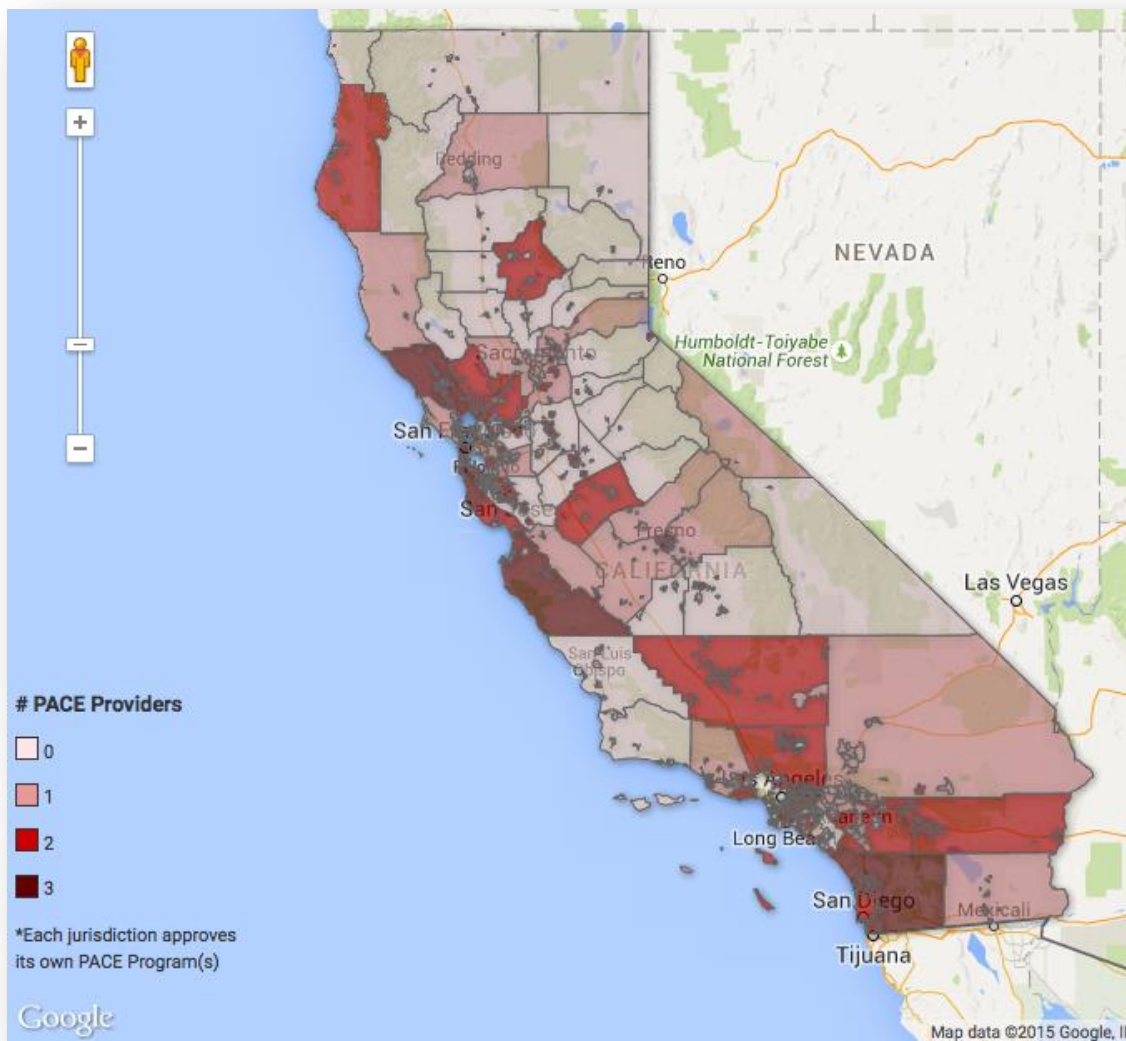 Redding
Reno
NEVADA
Humboldt-Toiyabe
National Forest
Sacramento
San Francisco
San Jose
Fresno
CALIFORNIA
Las Vegas
San Luis
Obispo
# PACE Providers
0
1
2
3
*Each jurisdiction approves
its own PACE Program(s)
Los Angeles
Long Bea
San Diego
Mexicali
Tijuana
Google
Map data ©2015 Google, I